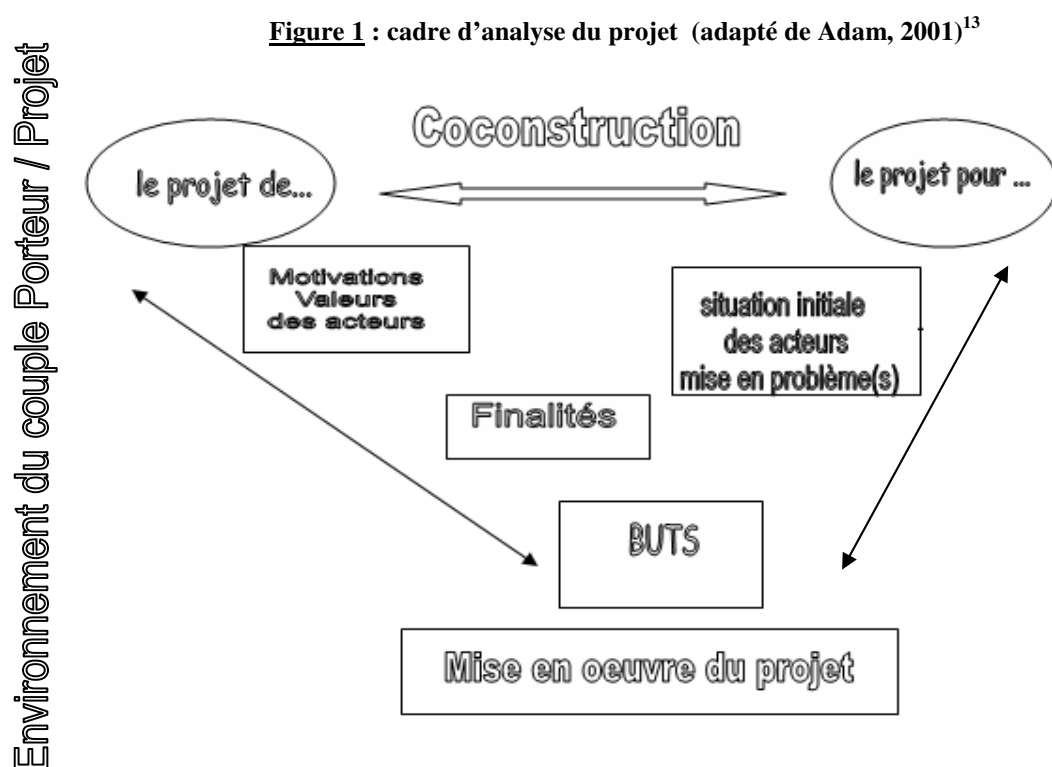 Figure 1 : cadre d’analyse du projet (adapté de Adam, 2001)13
Environnement du couple Porteur / Projet
Coconstruction
le projet de...
le projet pour ...
Motivations
Valeurs
des acteurs
situation initiale
des acteurs
mise en problème(s)
Finalités
BUTS
Mise en oeuvre du projet